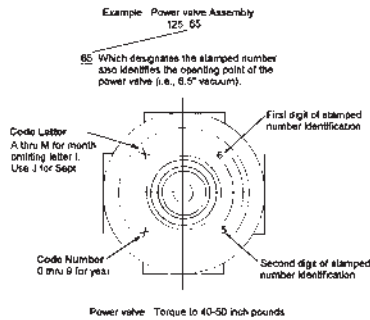 Example Power valve Assembly
125 65
65 Which designates the stamped number
also identifies the opening point of the
power valve (i.e., 6.5" vacuum).
First digit of stamped
number identification
Code Letter
A thru M for month
omitting letter I.
Use J for Sept
6
5
Code Number
0 thru 9 for year
Second digit of stamped
number identification
Power valve Torque to 40-50 inch pounds